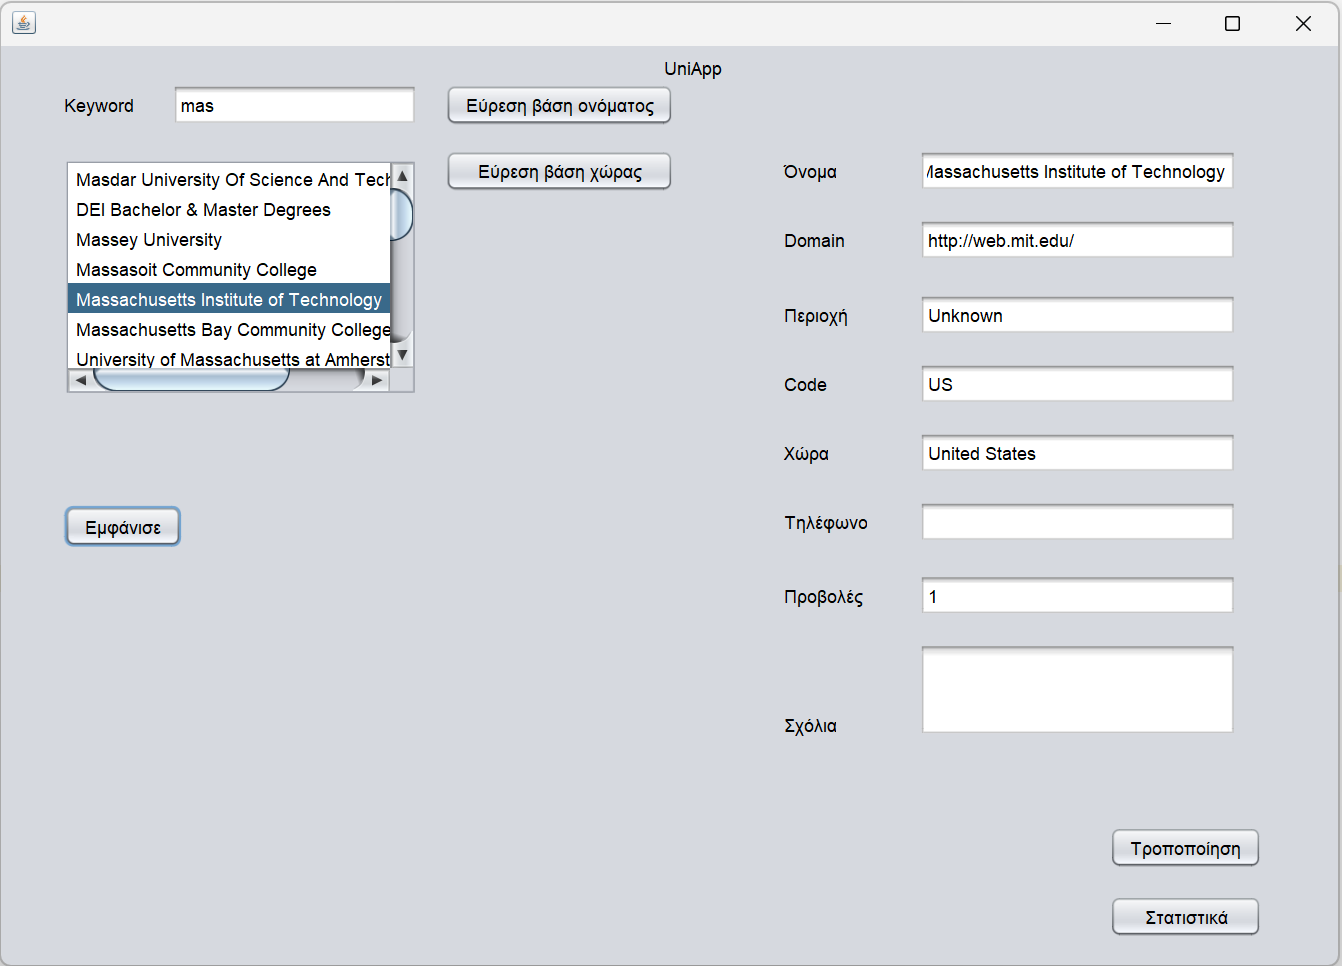 UniApp
Keyword
mas
Εύρεση βάση ονόματος
Εύρεση βάση χώρας
Masdar University Of Science And Tech
DEI Bachelor & Master Degrees
Massey University
Massasoit Community College
Massachusetts Institute of Technology
Massachusetts Bay Community College
University of Massachusetts at Amherst
Εμφάνισε
Όνομα
Massachusetts Institute of Technology
Domain
http://web.mit.edu/
Περιοχή
Unknown
Code
US
Χώρα
United States
Τηλέφωνο
Προβολές
1
Σχόλια
Τροποποίηση
Στατιστικά